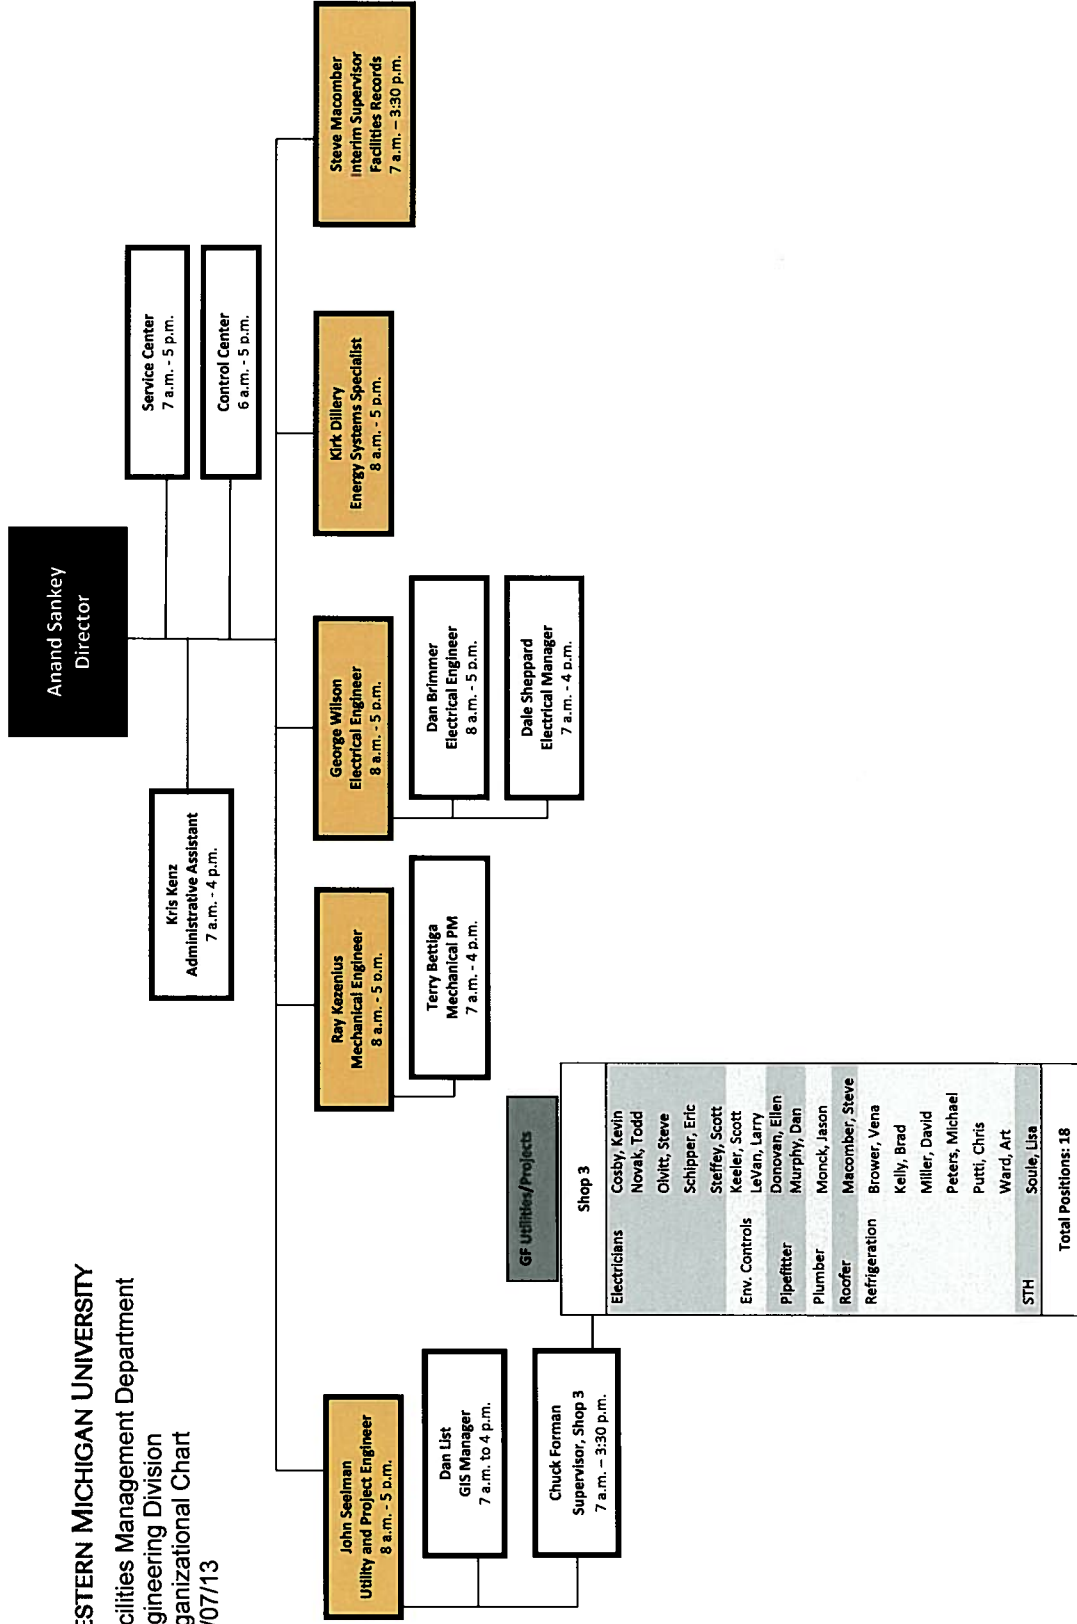 ESTERN MICHIGAN UNIVERSITY
cilities Management Department
gineering Division
ganizational Chart
/07/13
Anand Sankey
Director
Kris Kenz
Administrative Assistant
7 a.m. - 4 p.m.
Service Center
7 a.m. - 5 p.m.
Control Center
6 a.m. - 5 p.m.
John Seelman
Utility and Project Engineer
8 a.m. - 5 p.m.
Ray Kezenius
Mechanical Engineer
8 a.m. - 5 p.m.
George Wilson
Electrical Engineer
8 a.m. - 5 p.m.
Kirk Dillery
Energy Systems Specialist
8 a.m. - 5 p.m.
Steve Macomber
Interim Supervisor
Facilities Records
7 a.m. – 3:30 p.m.
Dan List
GIS Manager
7 a.m. to 4 p.m.
Chuck Forman
Supervisor, Shop 3
7 a.m. – 3:30 p.m.
Terry Bettiga
Mechanical PM
7 a.m. - 4 p.m.
Dan Brimmer
Electrical Engineer
8 a.m. - 5 p.m.
Dale Sheppard
Electrical Manager
7 a.m. - 4 p.m.
GF Utilities/Projects
Shop 3
Electricians Cosby, Kevin
Novak, Todd
Olvitt, Steve
Schipper, Eric
Steffey, Scott
Env. Controls Keeler, Scott
LeVan, Larry
Pipefitter Donovan, Ellen
Murphy, Dan
Plumber Monck, Jason
Roofer Macomber, Steve
Refrigeration Brower, Vena
Kelly, Brad
Miller, David
Peters, Michael
Putti, Chris
Ward, Art
STH Soule, Lisa
Total Positions: 18